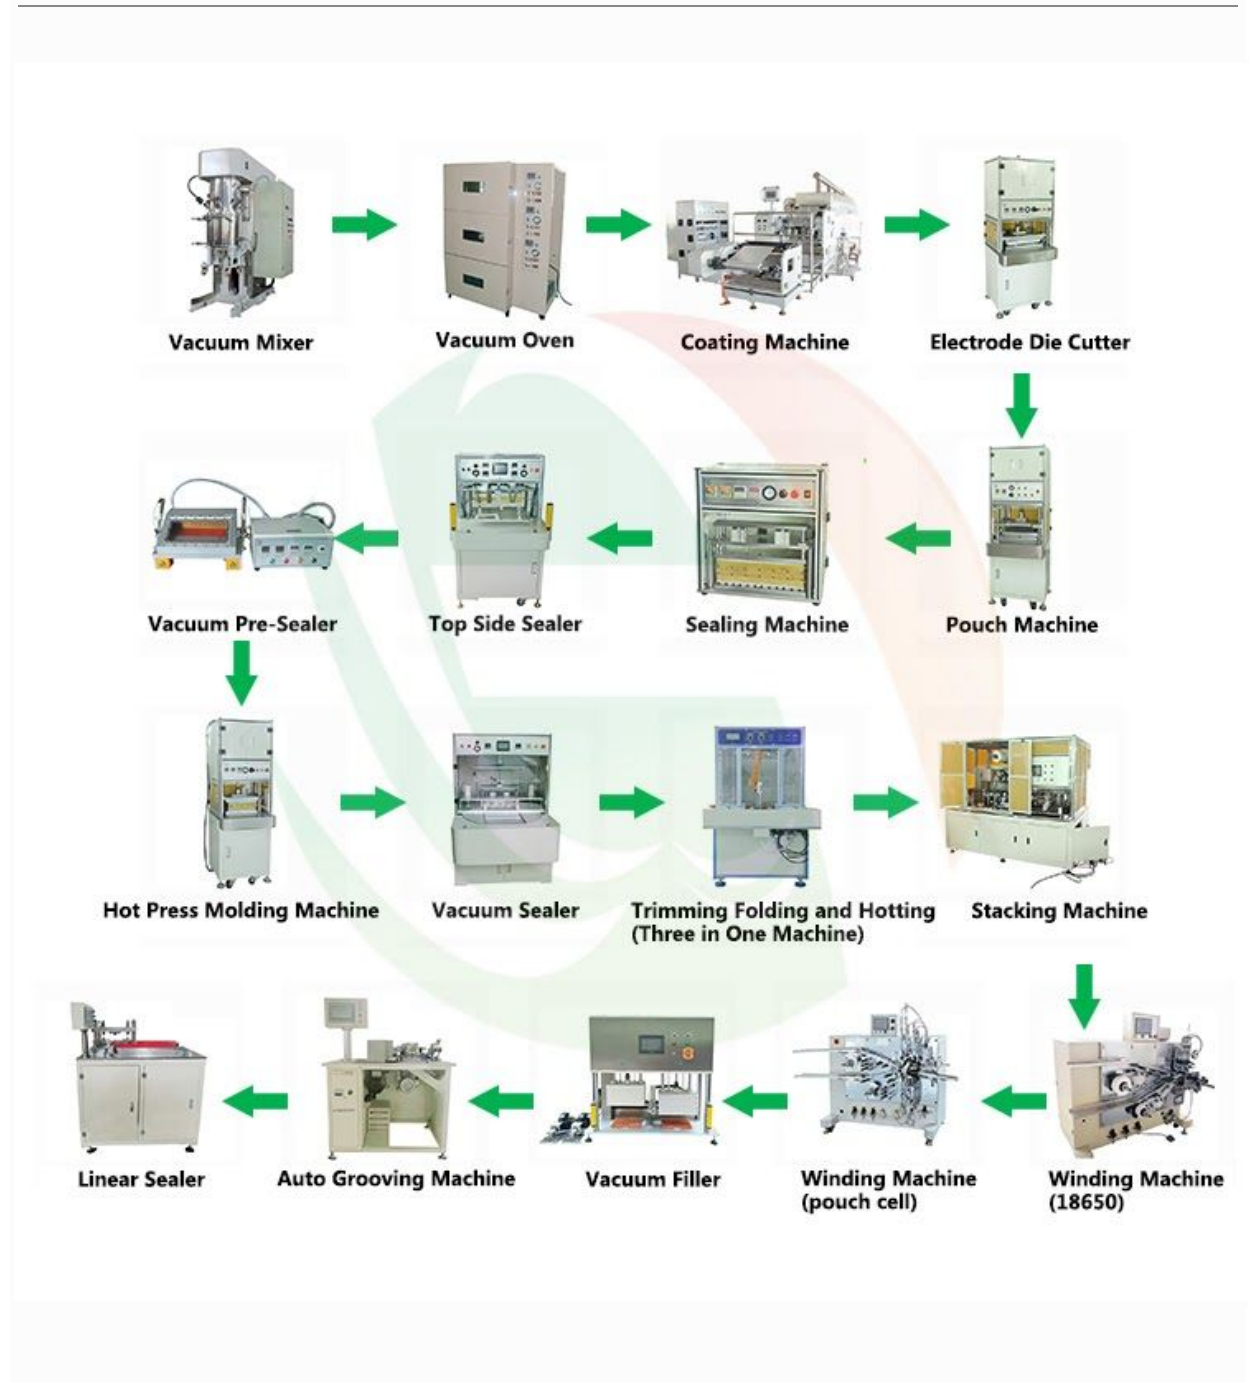 Vacuum Mixer
Vacuum Oven
Coating Machine
Electrode Die Cutter
Vacuum Pre-Sealer
Top Side Sealer
Sealing Machine
Pouch Machine
Hot Press Molding Machine
Vacuum Sealer
Trimming Folding and Hotting
(Three in One Machine)
Stacking Machine
Linear Sealer
Auto Grooving Machine
Vacuum Filler
Winding Machine
(pouch cell)
Winding Machine
(18650)